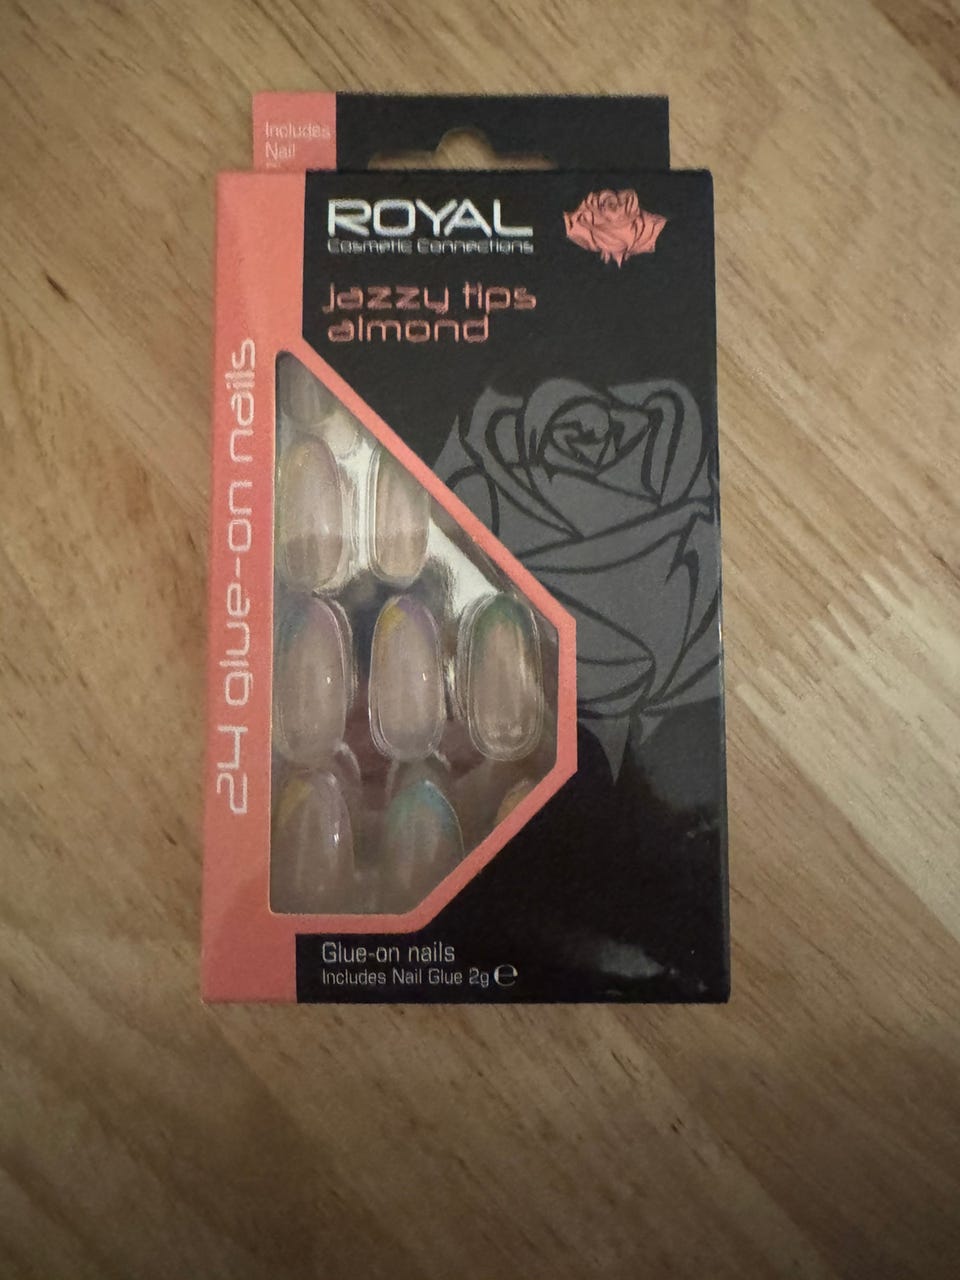 Includes
Nail
ROYAL
Cosmetic Connections
jazzy tips
almond
24 glue-on nails
Glue-on nails
Includes Nail Glue 2g ℮